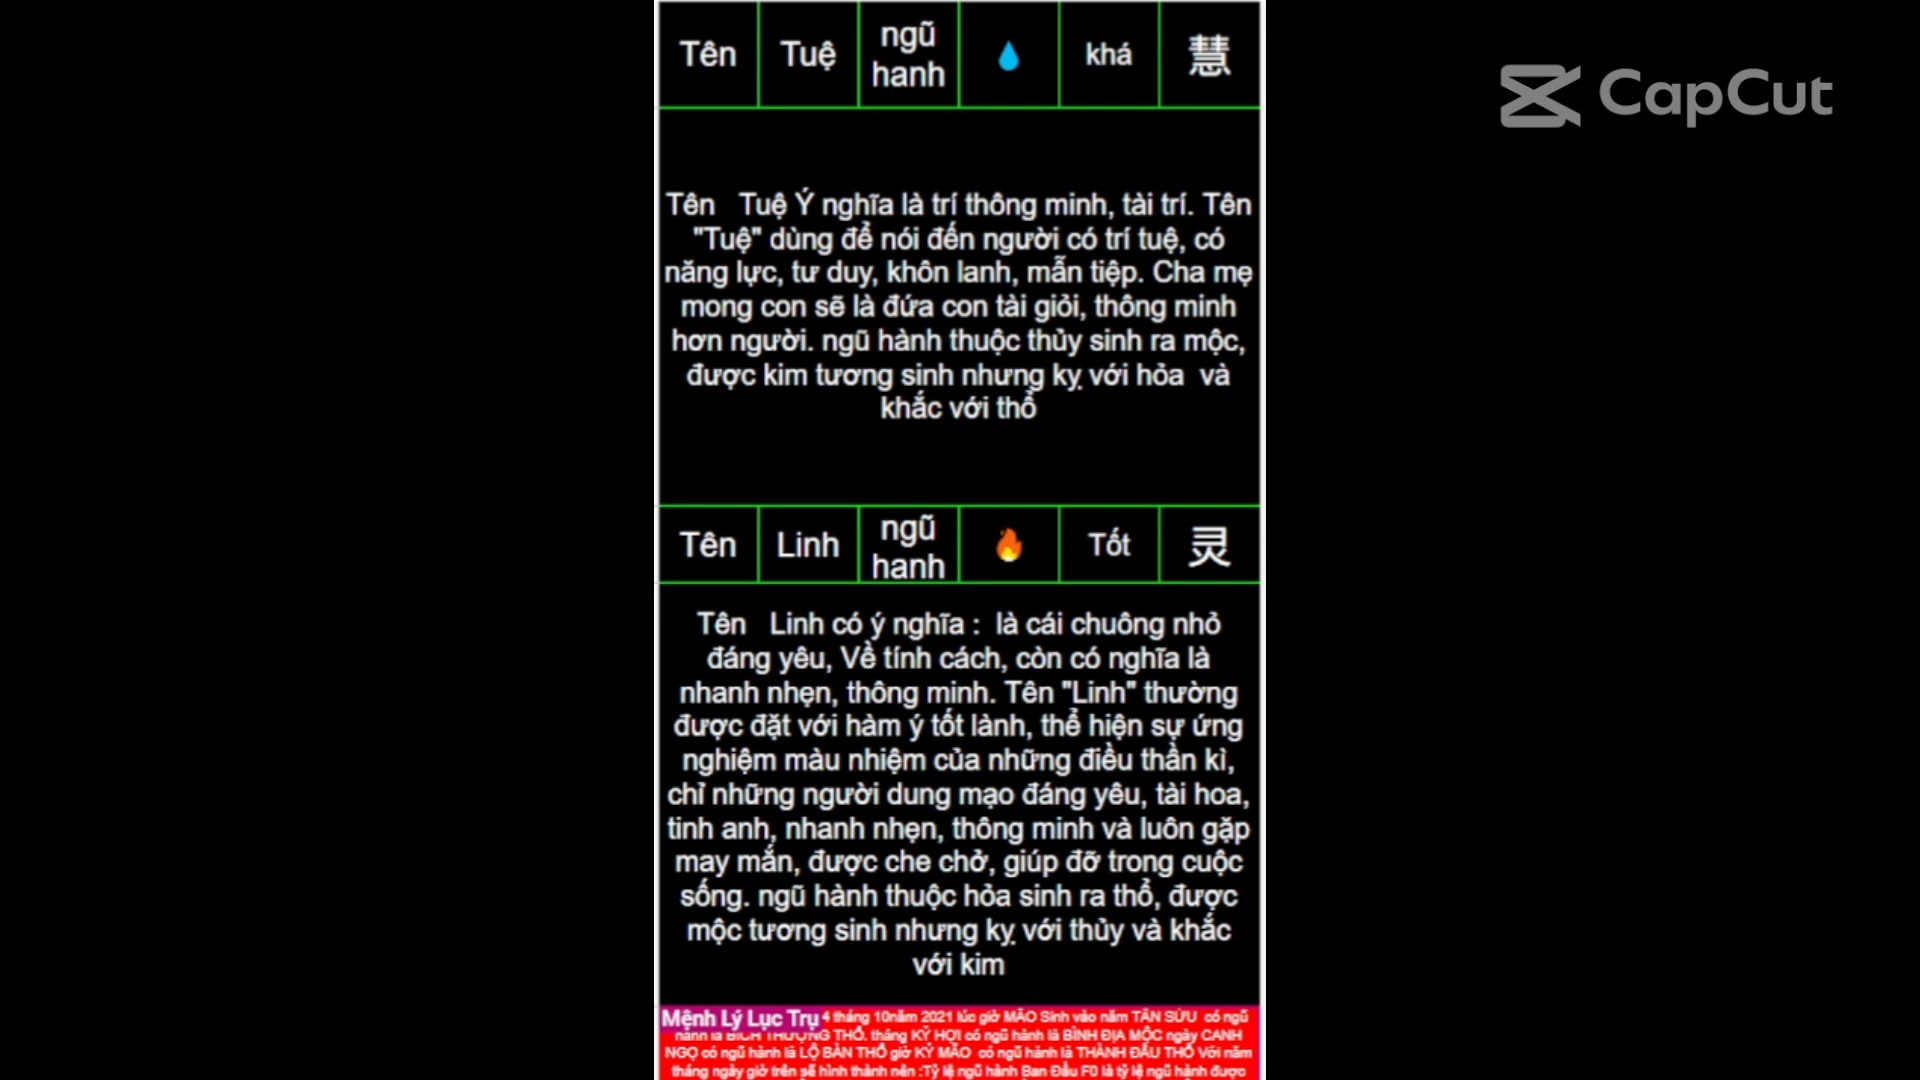 Tên Tuệ ngũ hanh khá 慧
CapCut
Tên Tuệ Ý nghĩa là trí thông minh, tài trí. Tên
"Tuệ" dùng để nói đến người có trí tuệ, có
năng lực, tư duy, khôn lanh, mẫn tiệp. Cha mẹ
mong con sẽ là đứa con tài giỏi, thông minh
hơn người. ngũ hành thuộc thủy sinh ra mộc,
được kim tương sinh nhưng kỵ với hỏa và
khắc với thổ
Tên Linh ngũ hanh Tốt 灵
Tên Linh có ý nghĩa : là cái chuông nhỏ
đáng yêu, Về tính cách, còn có nghĩa là
nhanh nhẹn, thông minh. Tên "Linh" thường
được đặt với hàm ý tốt lành, thể hiện sự ứng
nghiệm màu nhiệm của những điều thần kì,
chỉ những người dung mạo đáng yêu, tài hoa,
tinh anh, nhanh nhẹn, thông minh và luôn gặp
may mắn, được che chở, giúp đỡ trong cuộc
sống. ngũ hành thuộc hỏa sinh ra thổ, được
mộc tương sinh nhưng kỵ với thủy và khắc
với kim
Mệnh Lý Lục Trụ 4 tháng 10năm 2021 lúc giờ MÃO Sinh vào năm TÂN SỬU có ngũ
hành là BÍCH THƯỢNG THỔ. tháng KỶ HỢI có ngũ hành là BÌNH ĐỊA MỘC ngày CANH
NGỌ có ngũ hành là LỘ BÀN THỔ giờ KỶ MÃO có ngũ hành là THÀNH ĐẦU THỔ Với năm
tháng ngày giờ trên sẽ hình thành nên :Tỷ lệ ngũ hành Ban Đầu F0 là tỷ lệ ngũ hành được